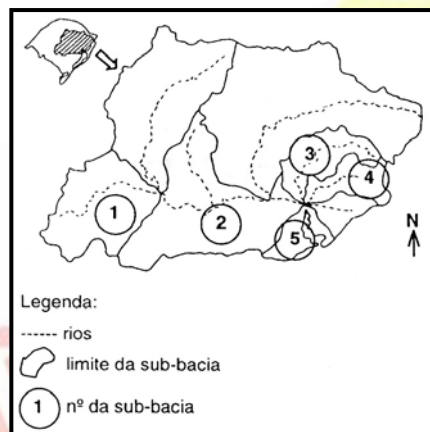 3
4
1
2
5
N
Legenda:
rios
limite da sub-bacia
1 nº da sub-bacia